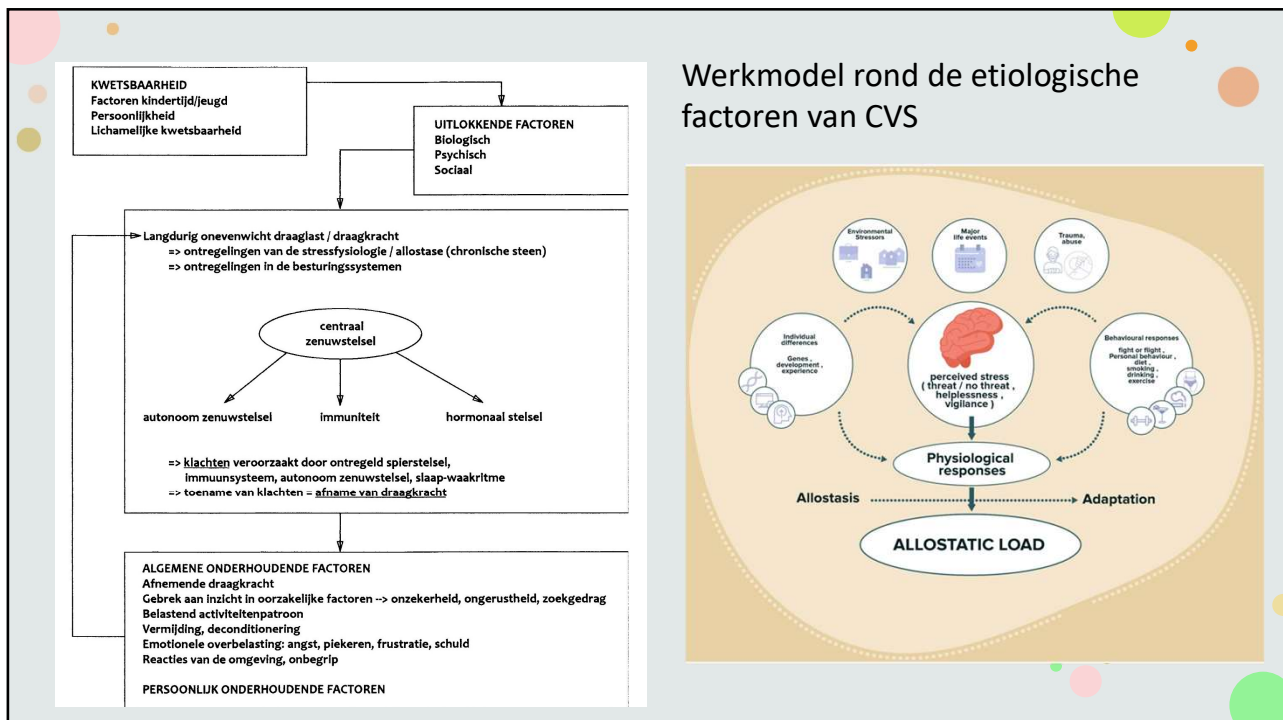 Werkmodel rond de etiologische
factoren van CVS
KWETSBAARHEID
Factoren kindertijd/jeugd
Persoonlijkheid
Lichamelijke kwetsbaarheid
UITLOKKENDE FACTOREN
Biologisch
Psychisch
Sociaal
Langdurig onevenwicht draaglast / draagkracht
=> ontregelingen van de stressfysiologie / allostase (chronische steen)
=> ontregelingen in de besturingssystemen
centraal
zenuwstelsel
autonoom zenuwstelsel
immuniteit
hormonaal stelsel
=> klachten veroorzaakt door ontregeld spierstelsel,
immuunsysteem, autonoom zenuwstelsel, slaap-waakritme
=> toename van klachten = afname van draagkracht
ALGEMENE ONDERHOUDENDE FACTOREN
Afnemende draagkracht
Gebrek aan inzicht in oorzakelijke factoren --> onzekerheid, ongerustheid, zoekgedrag
Belastend activiteitenpatroon
Vermijding, deconditionering
Emotionele overbelasting: angst, piekeren, frustratie, schuld
Reacties van de omgeving, onbegrip
PERSOONLIJK ONDERHOUDENDE FACTOREN
Environmental
Stressors
Major
life events
Trauma,
abuse
Individual
differences
Genes ,
development ,
experience
perceived stress
( threat / no threat ,
helplessness ,
vigilance )
Behavioural responses
fight or flight ,
Personal behaviour ,
diet ,
smoking ,
drinking ,
exercise
Physiological
responses
Allostasis
Adaptation
ALLOSTATIC LOAD